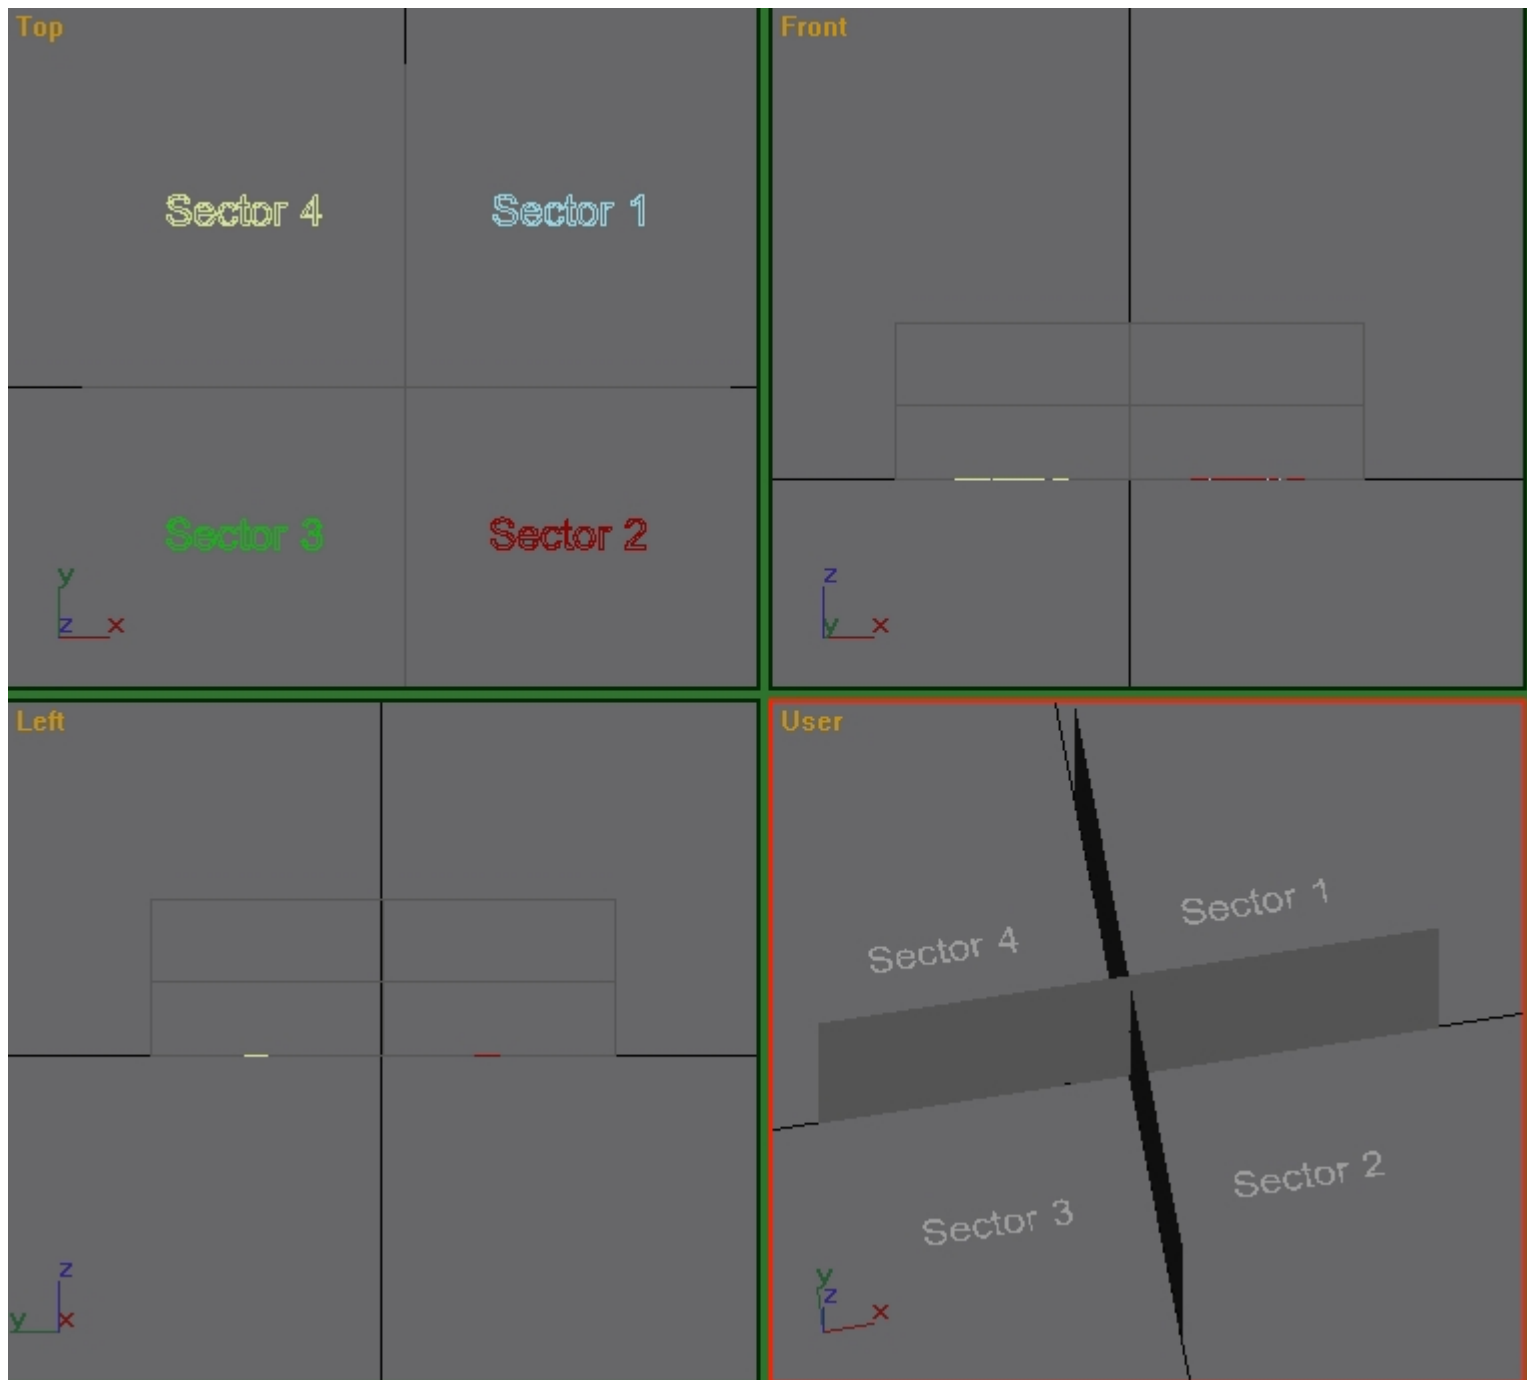 Top
Sector 4 Sector 1
Sector 3 Sector 2
y
z x
Front
z
y x
Left
z
y x
User
Sector 1
Sector 4
Sector 2
Sector 3
y
z x